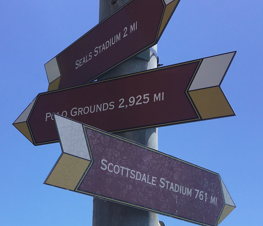 SEALS STADIUM 2 MI
POLO GROUNDS 2,925 MI
SCOTTSDALE STADIUM 761 MI